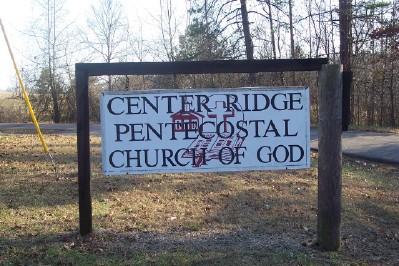 CENTER RIDGE
PENTECOSTAL
CHURCH OF GOD